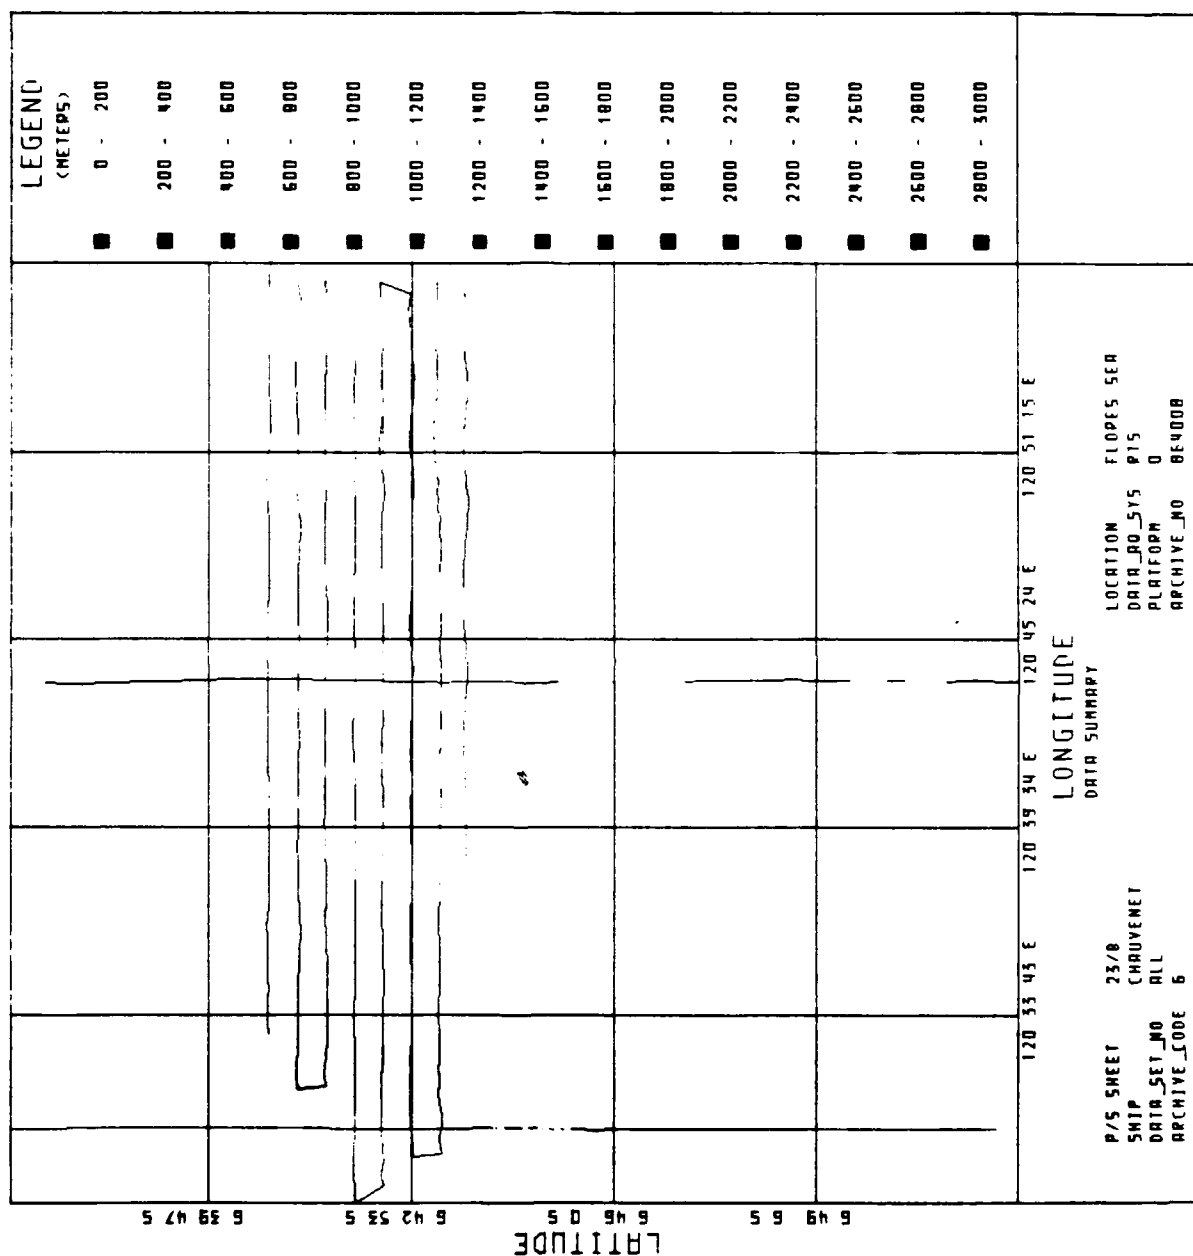 LEGEND
(METERS)
0 - 200
200 - 400
400 - 600
600 - 800
800 - 1000
1000 - 1200
1200 - 1400
1400 - 1600
1600 - 1800
1800 - 2000
2000 - 2200
2200 - 2400
2400 - 2600
2600 - 2800
2800 - 3000
LATITUDE
6 39 47 S
6 42 53 S
6 46 0 S
6 49 6 S
120 33 43 E
120 39 34 E
120 45 24 E
120 51 15 E
LONGITUDE
DATA SUMMARY
P/S SHEET 23/8
SHIP CHAUVENET
DATA_SET_NO ALL
ARCHIVE_CODE 6
LOCATION FLORES SEA
DATA_AQ_SYS PTS
PLATFORM 0
ARCHIVE_NO